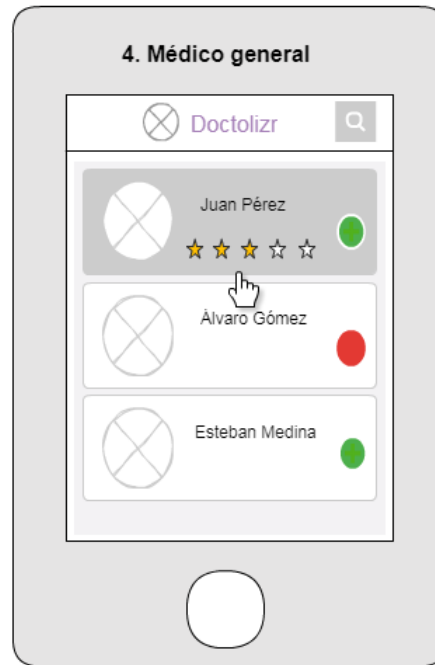 4. Médico general
Doctolizr
Juan Pérez
Álvaro Gómez
Esteban Medina